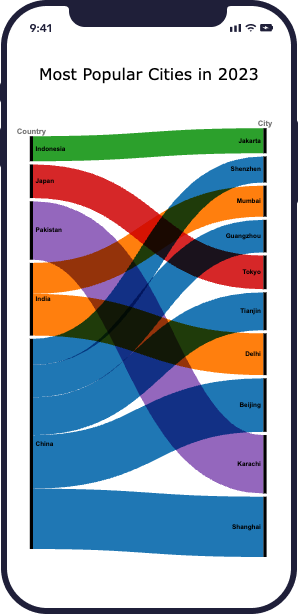 9:41
Most Popular Cities in 2023
Country
City
Indonesia
Japan
Pakistan
India
China
Jakarta
Shenzhen
Mumbai
Guangzhou
Tokyo
Tianjin
Delhi
Beijing
Karachi
Shanghai